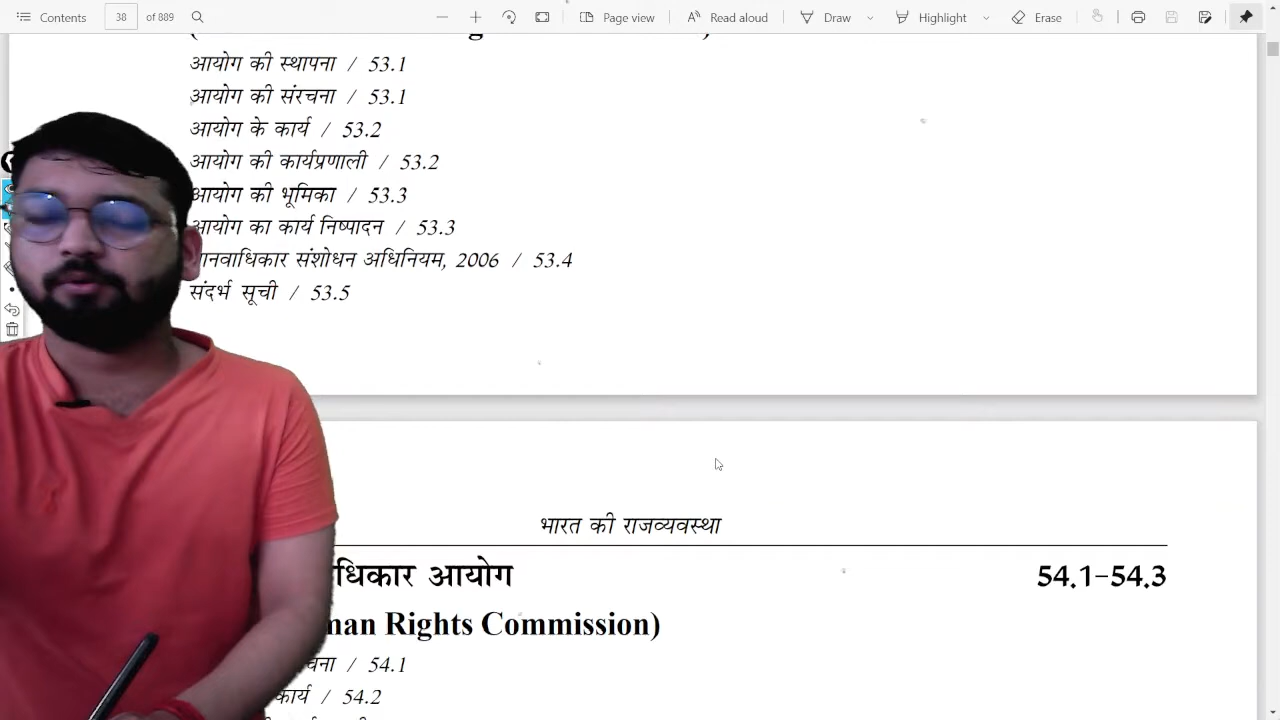 Contents 38 of 889 Page view Read aloud Draw Highlight Erase
आयोग की स्थापना / 53.1
आयोग की संरचना / 53.1
आयोग के कार्य / 53.2
आयोग की कार्यप्रणाली / 53.2
आयोग की भूमिका / 53.3
आयोग का कार्य निष्पादन / 53.3
मानवाधिकार संशोधन अधिनियम, 2006 / 53.4
संदर्भ सूची / 53.5
भारत की राजव्यवस्था
धिकार आयोग 54.1–54.3
man Rights Commission)
चना / 54.1
कार्य / 54.2